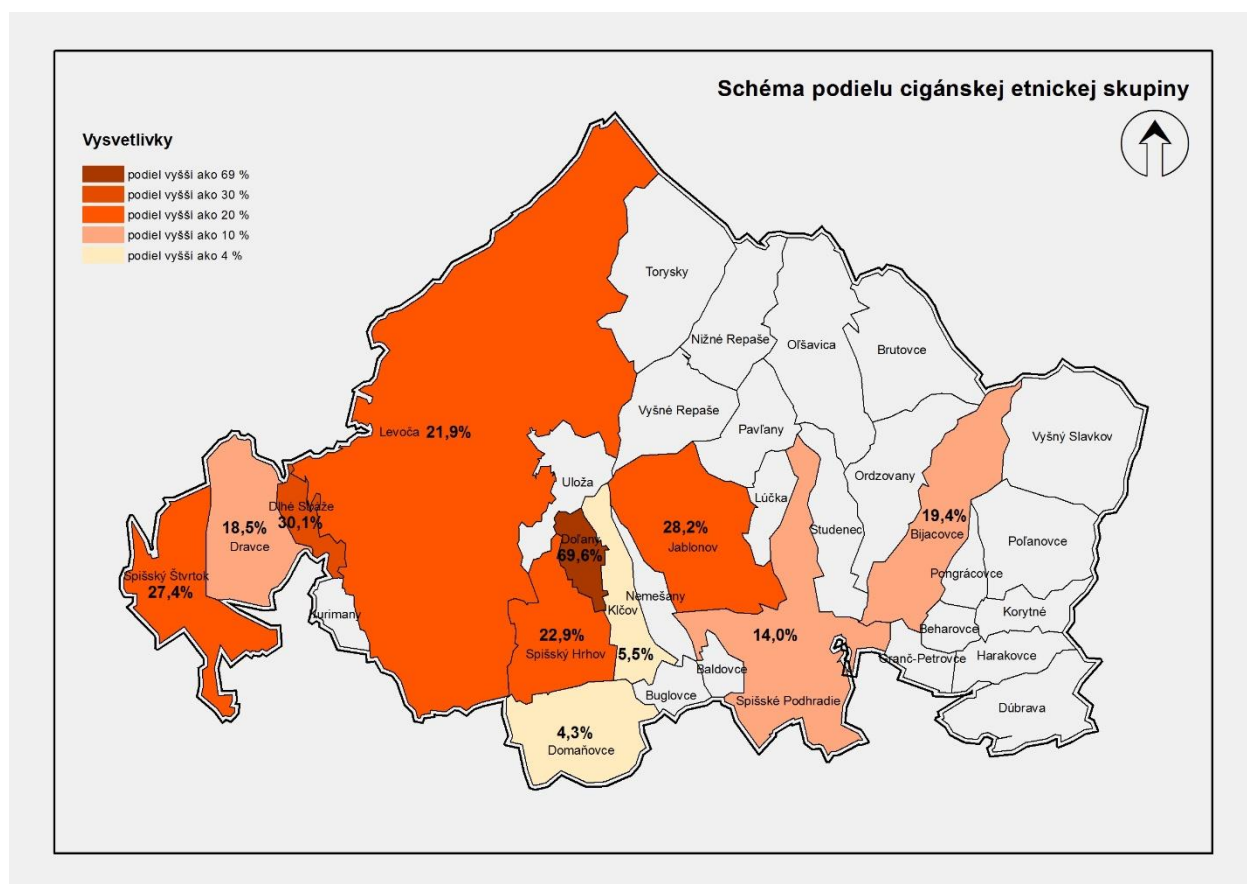 Schéma podielu cigánskej etnickej skupiny
Vysvetlivky
podiel vyšší ako 69 %
podiel vyšší ako 30 %
podiel vyšší ako 20 %
podiel vyšší ako 10 %
podiel vyšší ako 4 %
Torysky
Nižné Repaše
Oľšavica
Brutovce
Vyšné Repaše
Levoča 21,9%
Pavľany
Vyšný Slavkov
Uloža
Lúčka
Ordzovany
Dlhé Stráže
30,1%
18,5%
Dravce
28,2%
Jablonov
Studenec
19,4%
Bijacovce
Doľany
69,6%
Poľanovce
Spišský Štvrtok
27,4%
Pongrácovce
Nemešany
Kurimany
Klčov
Korytné
Beharovce
22,9%
Spišský Hrhov
5,5%
14,0%
Granč-Petrovce
Harakovce
Baldovce
Buglovce
Spišské Podhradie
Dúbrava
4,3%
Domaňovce